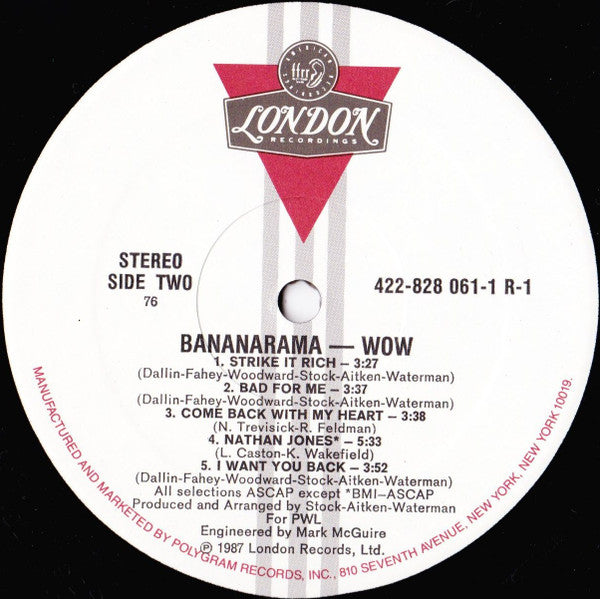 AMERICAN
ffrr
LONDON
RECORDINGS
STEREO
SIDE TWO
76
422-828 061-1 R-1
BANANARAMA — WOW
1. STRIKE IT RICH – 3:27
(Dallin-Fahey-Woodward-Stock-Aitken-Waterman)
2. BAD FOR ME – 3:37
(Dallin-Fahey-Woodward-Stock-Aitken-Waterman)
3. COME BACK WITH MY HEART – 3:38
(N. Trevisick-R. Feldman)
4. NATHAN JONES* – 5:33
(L. Caston-K. Wakefield)
5. I WANT YOU BACK – 3:52
(Dallin-Fahey-Woodward-Stock-Aitken-Waterman)
All selections ASCAP except *BMI–ASCAP
Produced and Arranged by Stock-Aitken-Waterman
For PWL
Engineered by Mark McGuire
℗ 1987 London Records, Ltd.
MANUFACTURED AND MARKETED BY POLYGRAM RECORDS, INC., 810 SEVENTH AVENUE, NEW YORK, NEW YORK 10019.